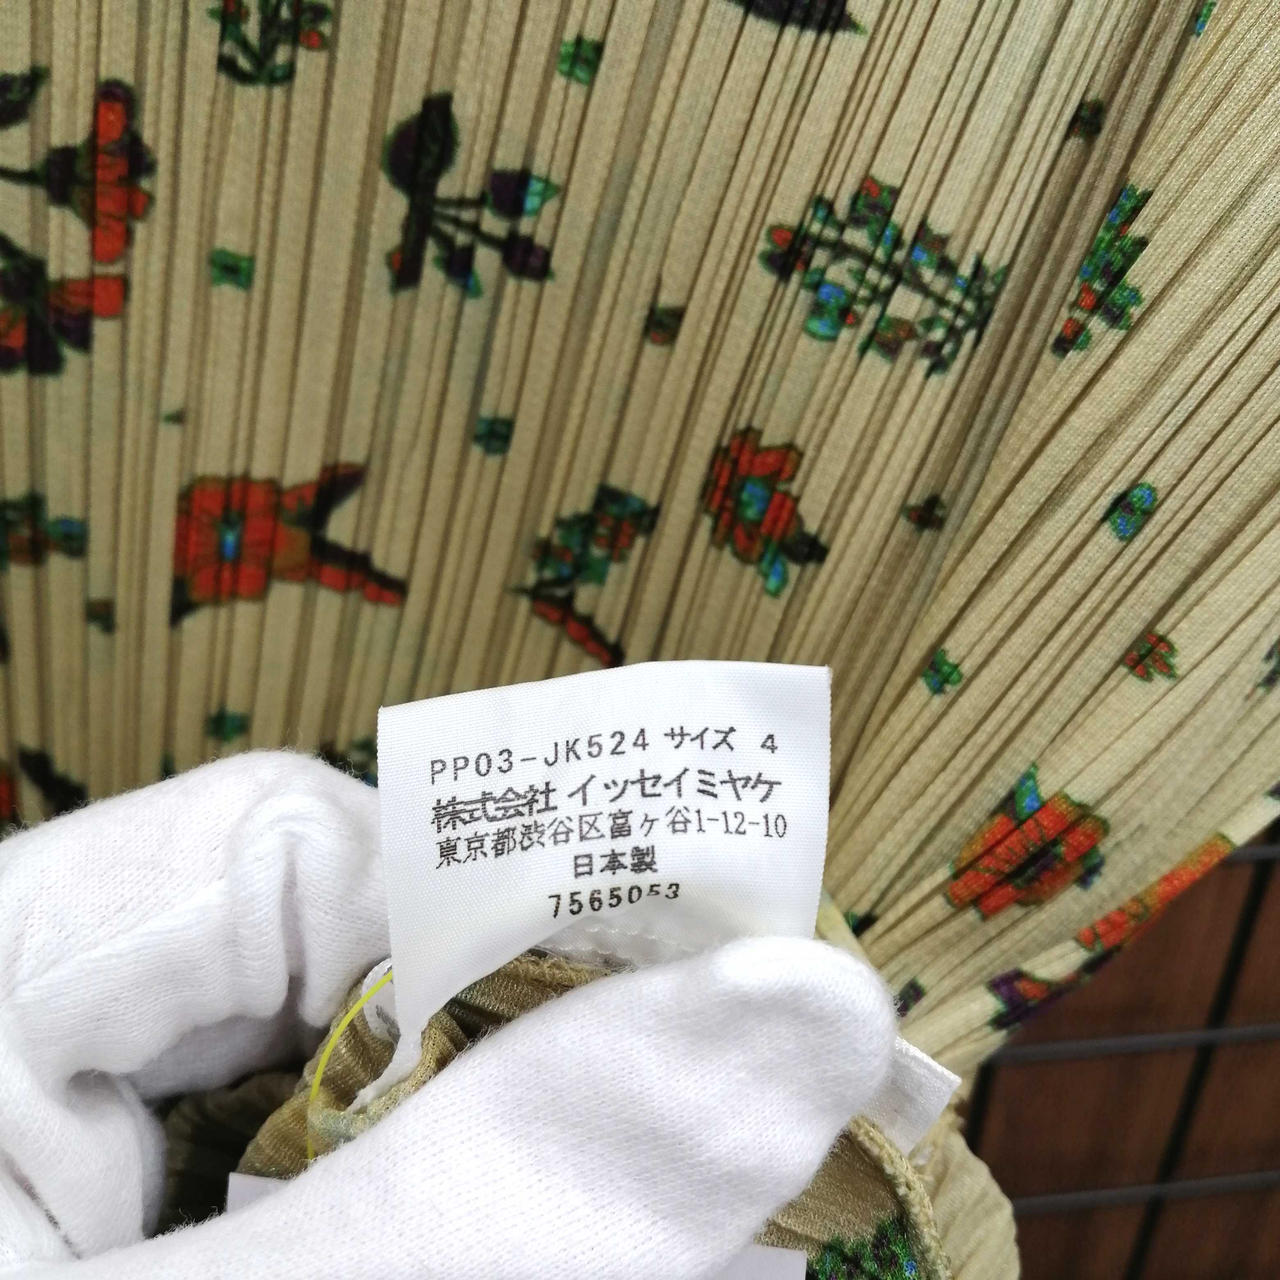 PP03-JK524 サイズ 4
株式会社 イッセイミヤケ
東京都渋谷区富ヶ谷1-12-10
日本製
7565053